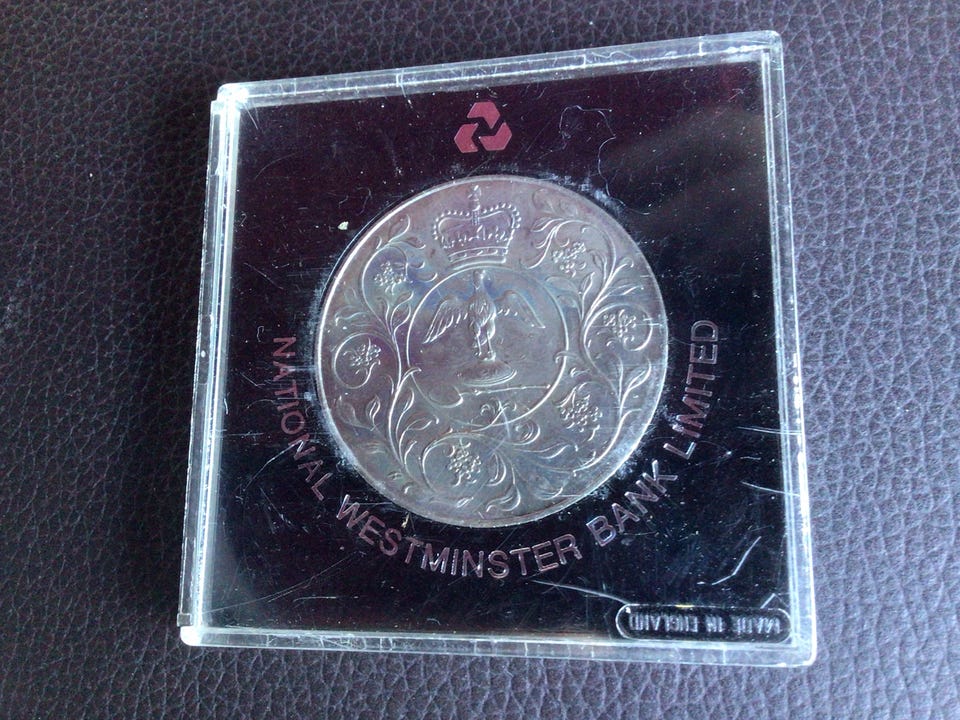 NATIONAL WESTMINSTER BANK LIMITED
MADE IN ENGLAND